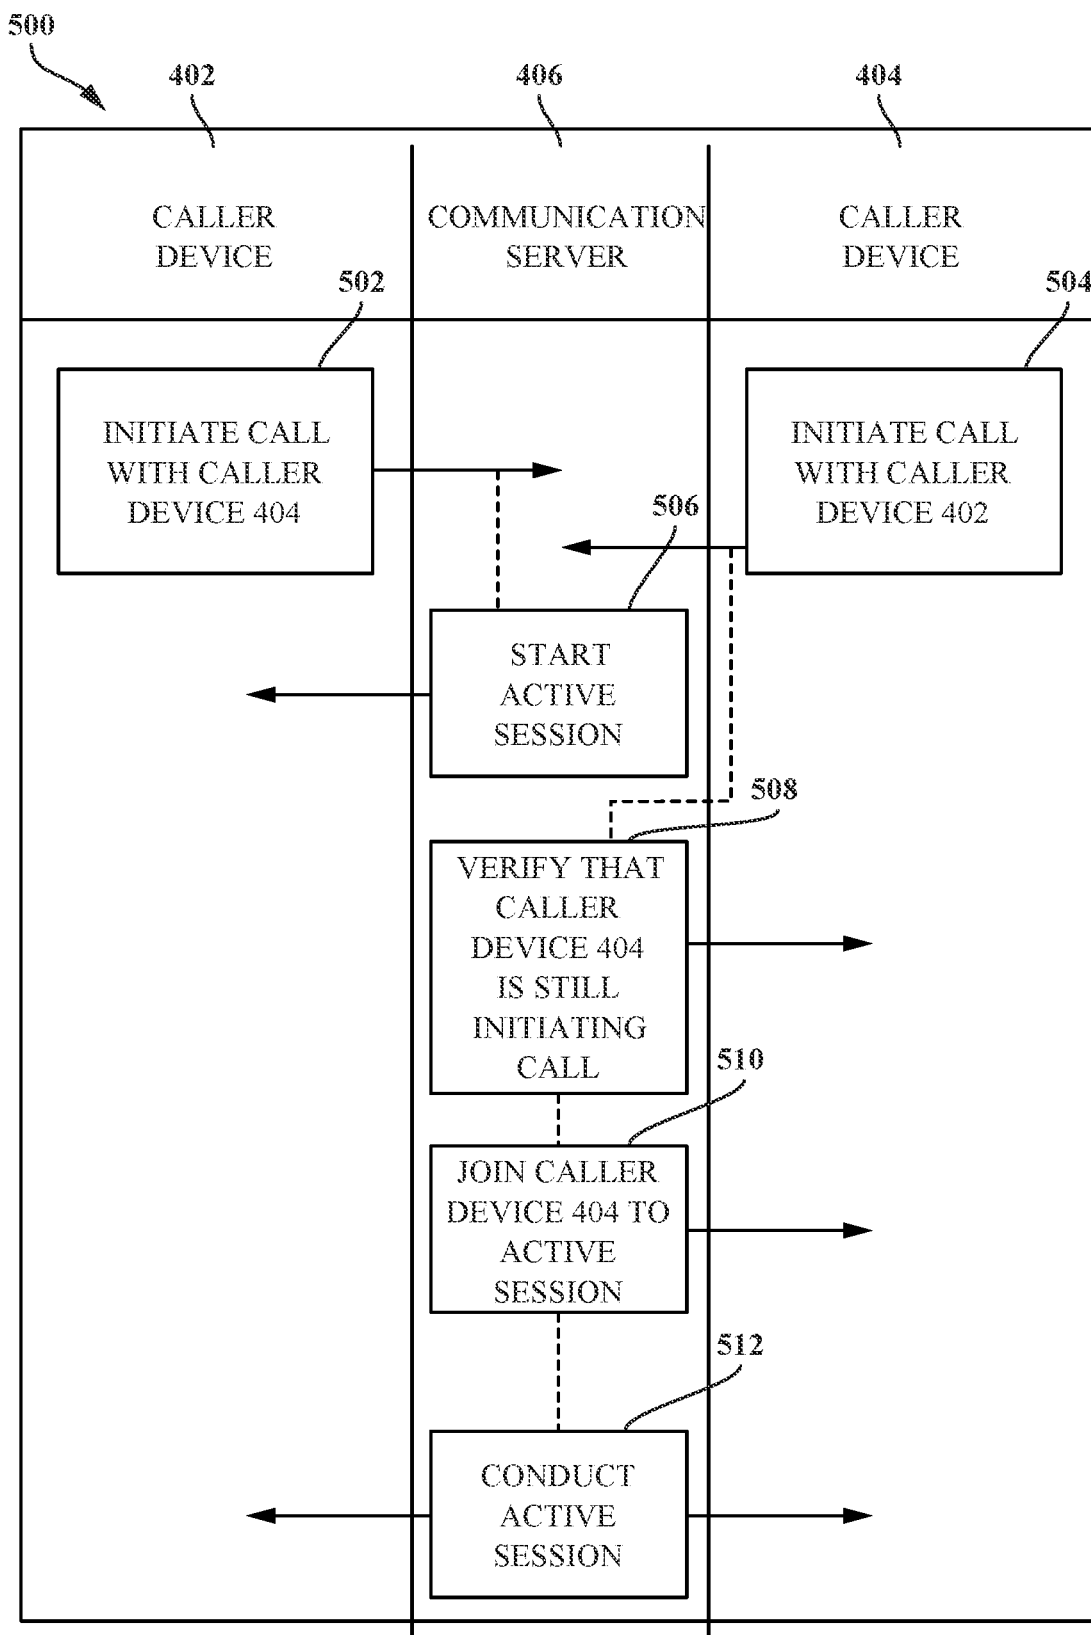 500
402
406
404
CALLER
DEVICE
COMMUNICATION
SERVER
CALLER
DEVICE
502
504
INITIATE CALL
WITH CALLER
DEVICE 404
INITIATE CALL
WITH CALLER
DEVICE 402
506
START
ACTIVE
SESSION
508
VERIFY THAT
CALLER
DEVICE 404
IS STILL
INITIATING
CALL
510
JOIN CALLER
DEVICE 404 TO
ACTIVE
SESSION
512
CONDUCT
ACTIVE
SESSION